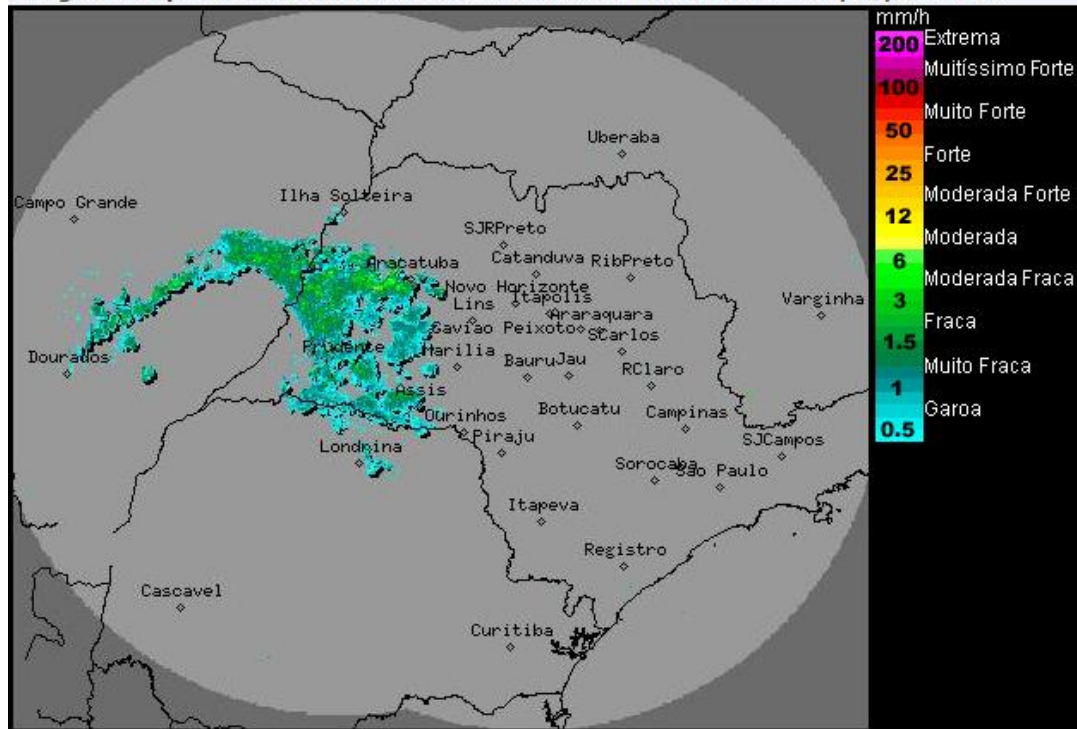 mm/h
200
Extrema
Muitíssimo Forte
100
Muito Forte
50
Forte
25
Moderada Forte
12
Moderada
6
Moderada Fraca
3
Fraca
1.5
Muito Fraca
1
Garoa
0.5
Uberaba
Ilha Solteira
Campo Grande
SJRPreto
Aracatuba
Catanduva
RibPreto
Novo Horizonte
Lins
Itapolis
Varginha
Araraquara
Gaviao Peixoto
SCarlos
Prudente
Marilia
Dourados
Bauru
Jau
RClaro
Assis
Ourinhos
Botucatu
Campinas
Piraju
Londrina
SJCampos
Sorocaba
Sao Paulo
Itapeva
Registro
Cascavel
Curitiba